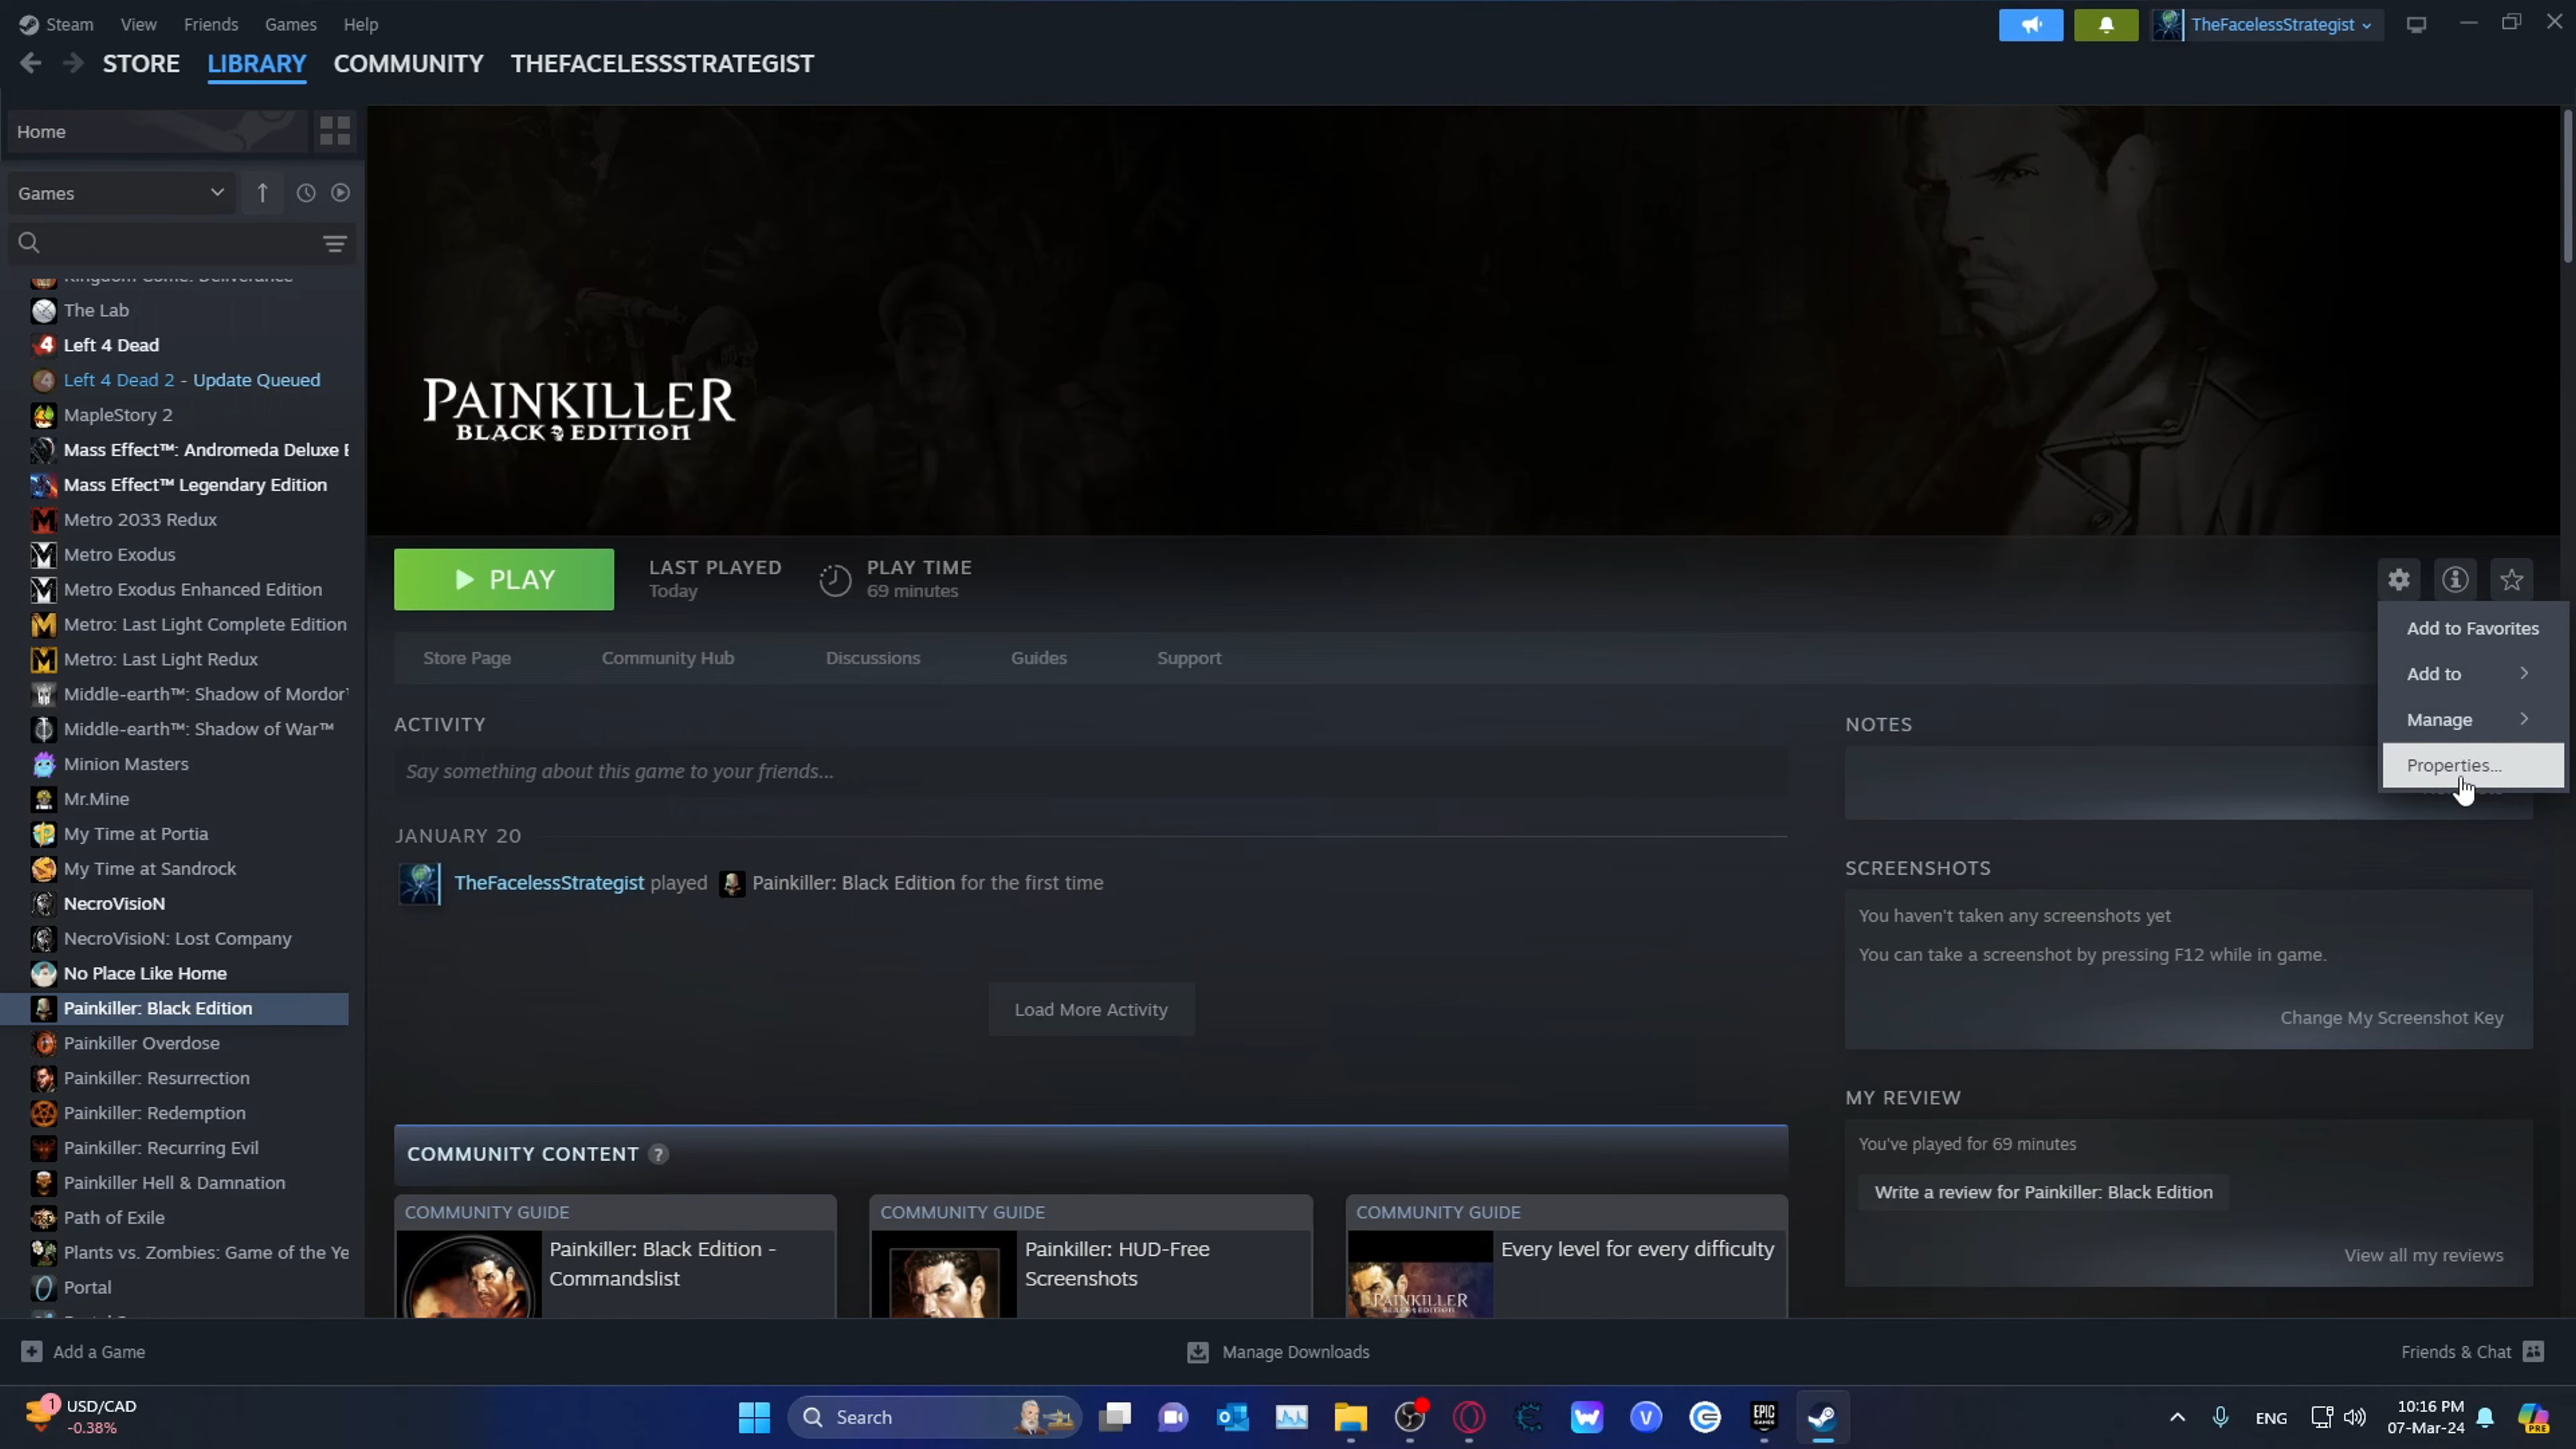 Steam View Friends Games Help TheFacelessStrategist
STORE LIBRARY COMMUNITY THEFACELESSSTRATEGIST
Home
Games
Kingdom Come: Deliverance
The Lab
Left 4 Dead
Left 4 Dead 2 - Update Queued
MapleStory 2
Mass Effect™: Andromeda Deluxe E
Mass Effect™ Legendary Edition
Metro 2033 Redux
Metro Exodus
Metro Exodus Enhanced Edition
Metro: Last Light Complete Edition
Metro: Last Light Redux
Middle-earth™: Shadow of Mordor™
Middle-earth™: Shadow of War™
Minion Masters
Mr.Mine
My Time at Portia
My Time at Sandrock
NecroVisioN
NecroVisioN: Lost Company
No Place Like Home
Painkiller: Black Edition
Painkiller Overdose
Painkiller: Resurrection
Painkiller: Redemption
Painkiller: Recurring Evil
Painkiller Hell & Damnation
Path of Exile
Plants vs. Zombies: Game of the Ye
Portal
PAINKILLER
BLACK EDITION
PLAY
LAST PLAYED
Today
PLAY TIME
69 minutes
Add to Favorites
Add to
Manage
Properties...
Store Page Community Hub Discussions Guides Support
ACTIVITY
Say something about this game to your friends...
JANUARY 20
TheFacelessStrategist played Painkiller: Black Edition for the first time
Load More Activity
NOTES
SCREENSHOTS
You haven't taken any screenshots yet
You can take a screenshot by pressing F12 while in game.
Change My Screenshot Key
MY REVIEW
You've played for 69 minutes
Write a review for Painkiller: Black Edition
View all my reviews
COMMUNITY CONTENT ?
COMMUNITY GUIDE
Painkiller: Black Edition -
Commandslist
COMMUNITY GUIDE
Painkiller: HUD-Free
Screenshots
COMMUNITY GUIDE
Every level for every difficulty
PAINKILLER
BLACK EDITION
Add a Game Manage Downloads Friends & Chat
1
USD/CAD
-0.38%
Search
EPIC
GAMES
ENG
10:16 PM
07-Mar-24
PRE